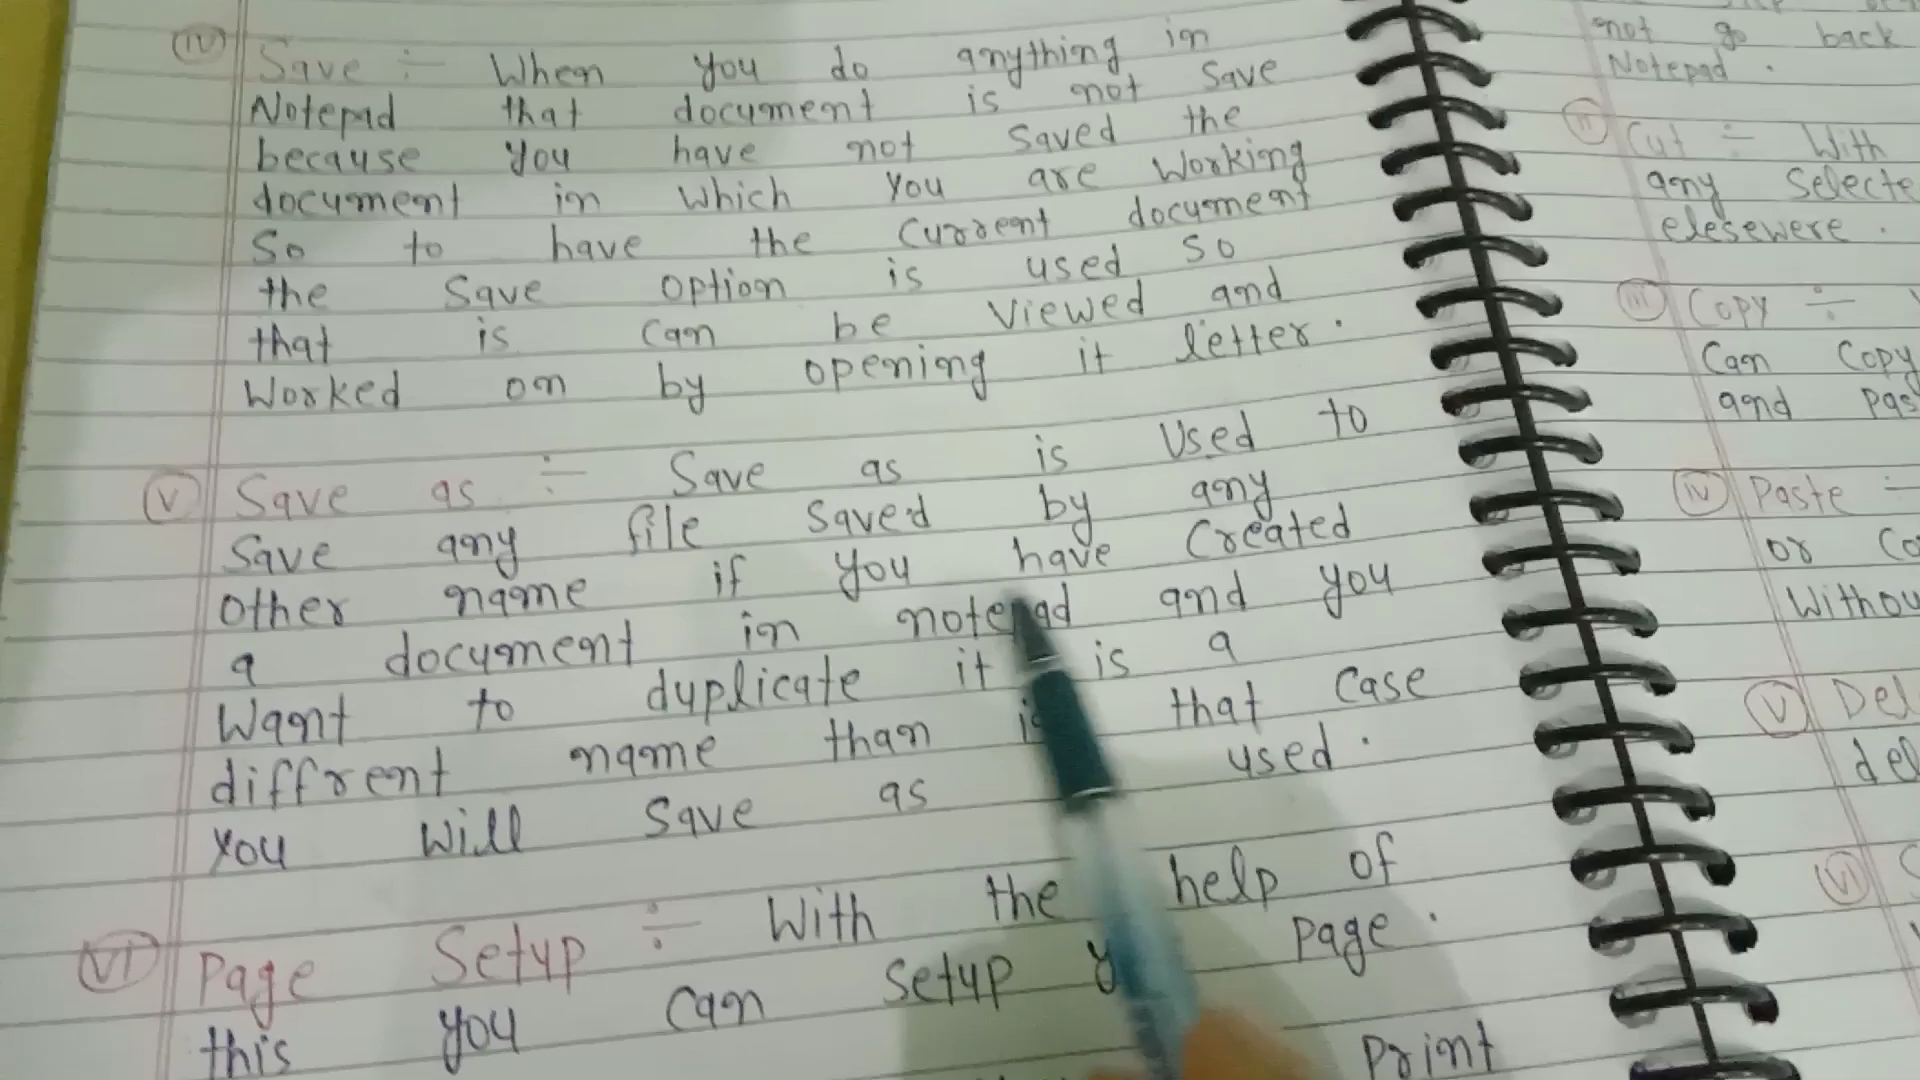 (iv) Save ÷ When you do anything in
Notepad that document is not Save
because you have not Saved the
document in which you are Working
So to have the Current document
the Save option is used so
that is can be Viewed and
Worked on by opening it letter.
(v) Save as ÷ Save as is Used to
Save any file Saved by any
Other name if you have Created
a document in notepad and you
Want to duplicate it is a
diffrent name than that Case
you Will Save as used.
(vi) Page Setup ÷ With the help of
this you can setup Page.
Print
not go back
Notepad.
(ii) Cut ÷ With
any Selecte
elesewere.
(iii) Copy ÷
Can Copy
and pas
(iv) Paste ÷
or Co
Withou
(v) Del
del
(vi)